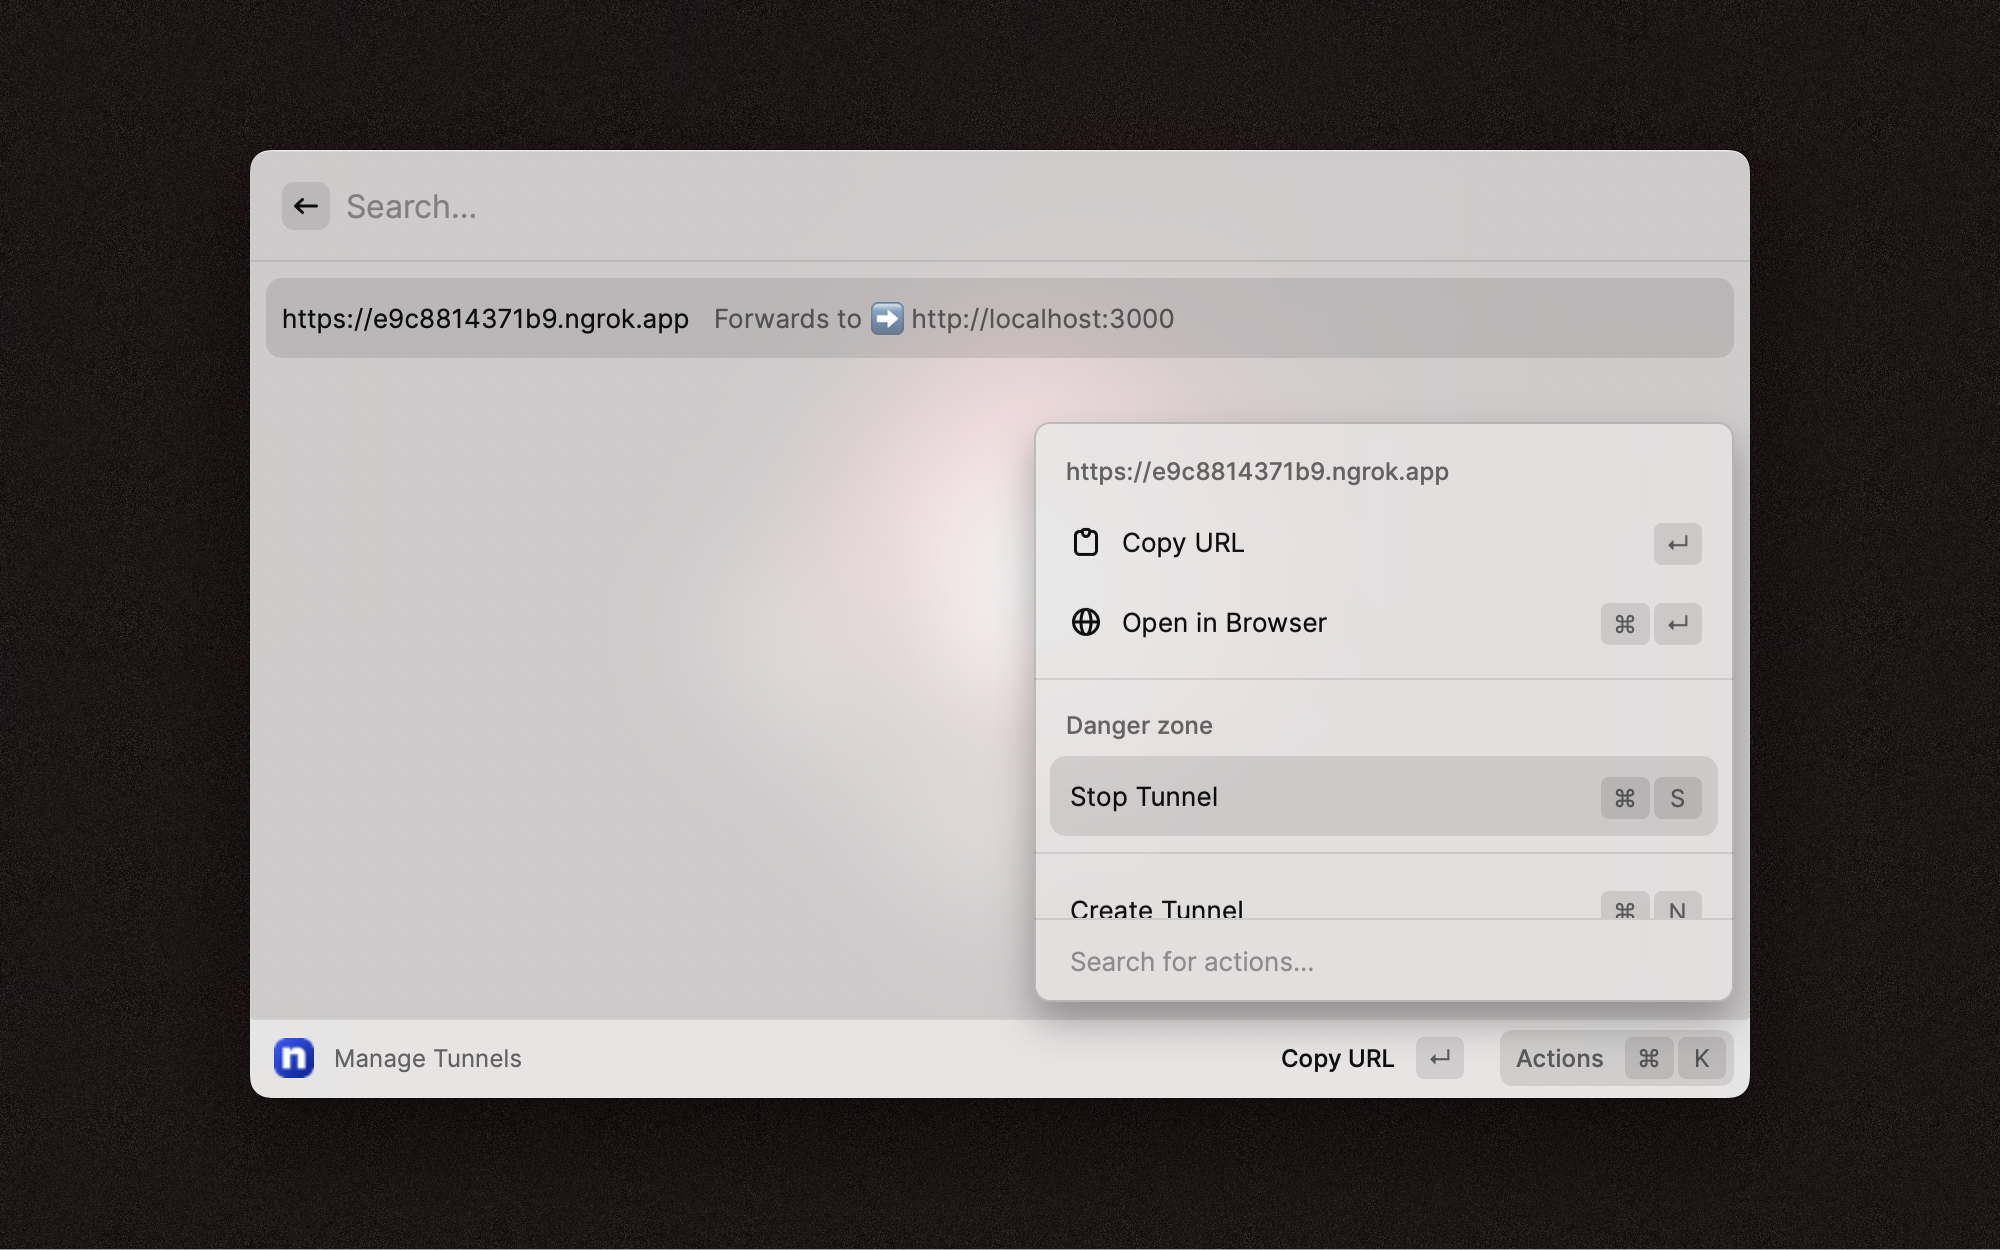 Search...
https://e9c8814371b9.ngrok.app Forwards to ➡️ http://localhost:3000
https://e9c8814371b9.ngrok.app
Copy URL ↵
Open in Browser ⌘ ↵
Danger zone
Stop Tunnel ⌘ S
Create Tunnel ⌘ N
Search for actions...
n Manage Tunnels Copy URL ↵ Actions ⌘ K